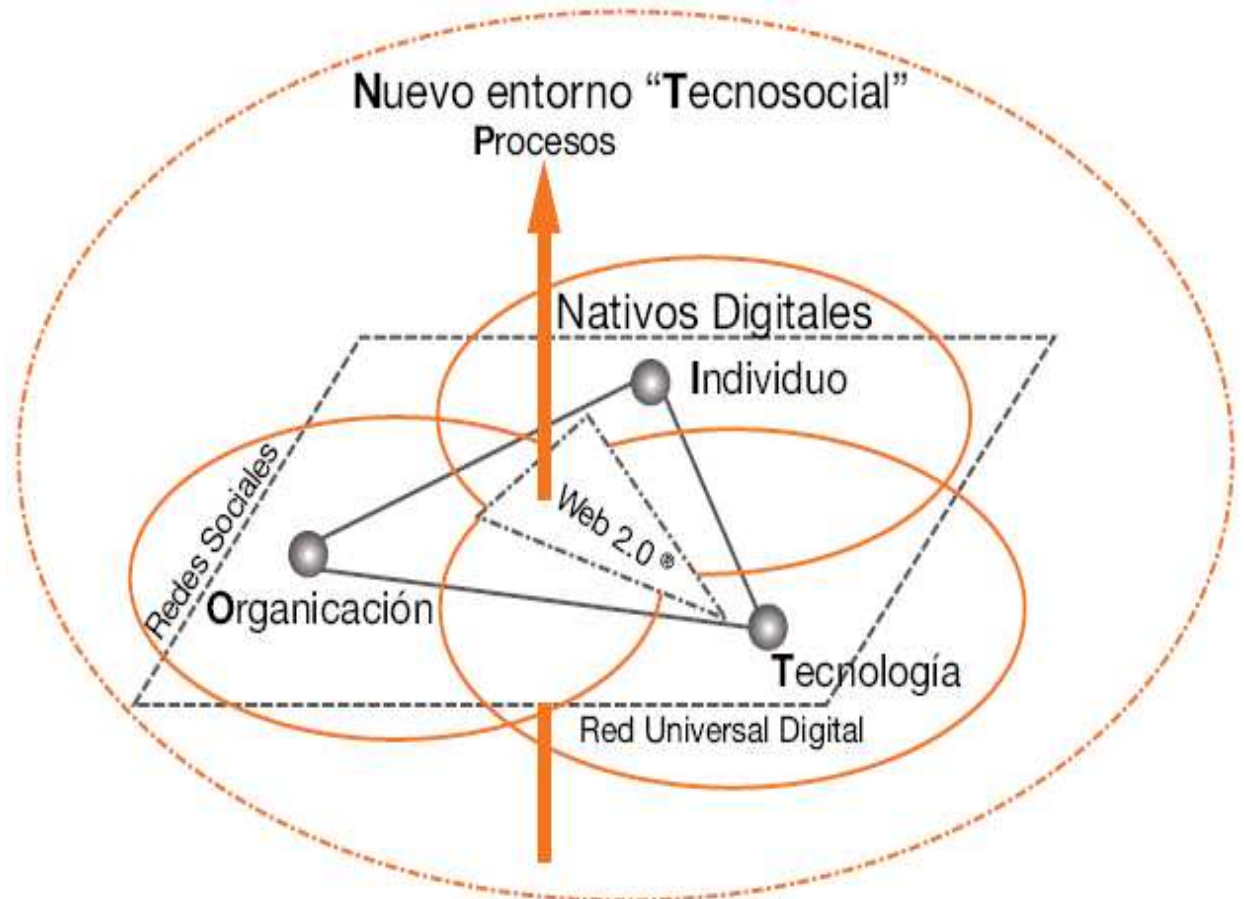 Nuevo entorno “Tecnosocial”
Procesos
Nativos Digitales
Individuo
Redes Sociales
Web 2.0 ®
Organicación
Tecnología
Red Universal Digital